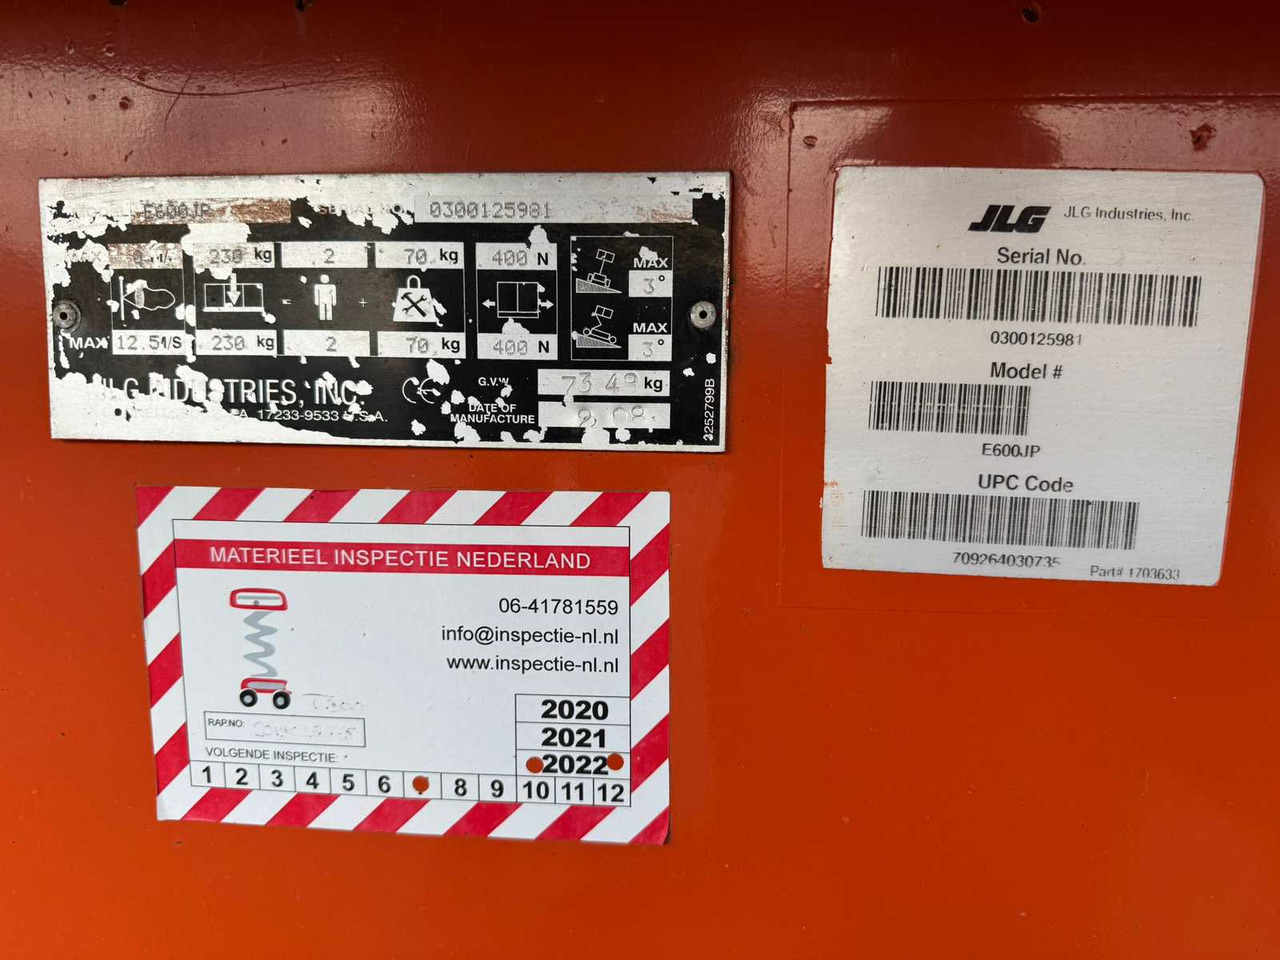 E600JP SERIAL NO. 0300125981
230 kg 2 70 kg 400 N MAX
3°
MAX 12.5 M/S 230 kg 2 70 kg 400 N MAX
3°
JLG INDUSTRIES, INC.
PA. 17233-9533 U.S.A.
G.V.W. 7349 kg
DATE OF
MANUFACTURE
3252799B
JLG JLG Industries, Inc.
Serial No.
0300125981
Model #
E600JP
UPC Code
709264030735
Part# 1703633
MATERIEEL INSPECTIE NEDERLAND
06-41781559
info@inspectie-nl.nl
www.inspectie-nl.nl
2020
2021
2022
RAP.NO:
VOLGENDE INSPECTIE:
1 2 3 4 5 6 8 9 10 11 12